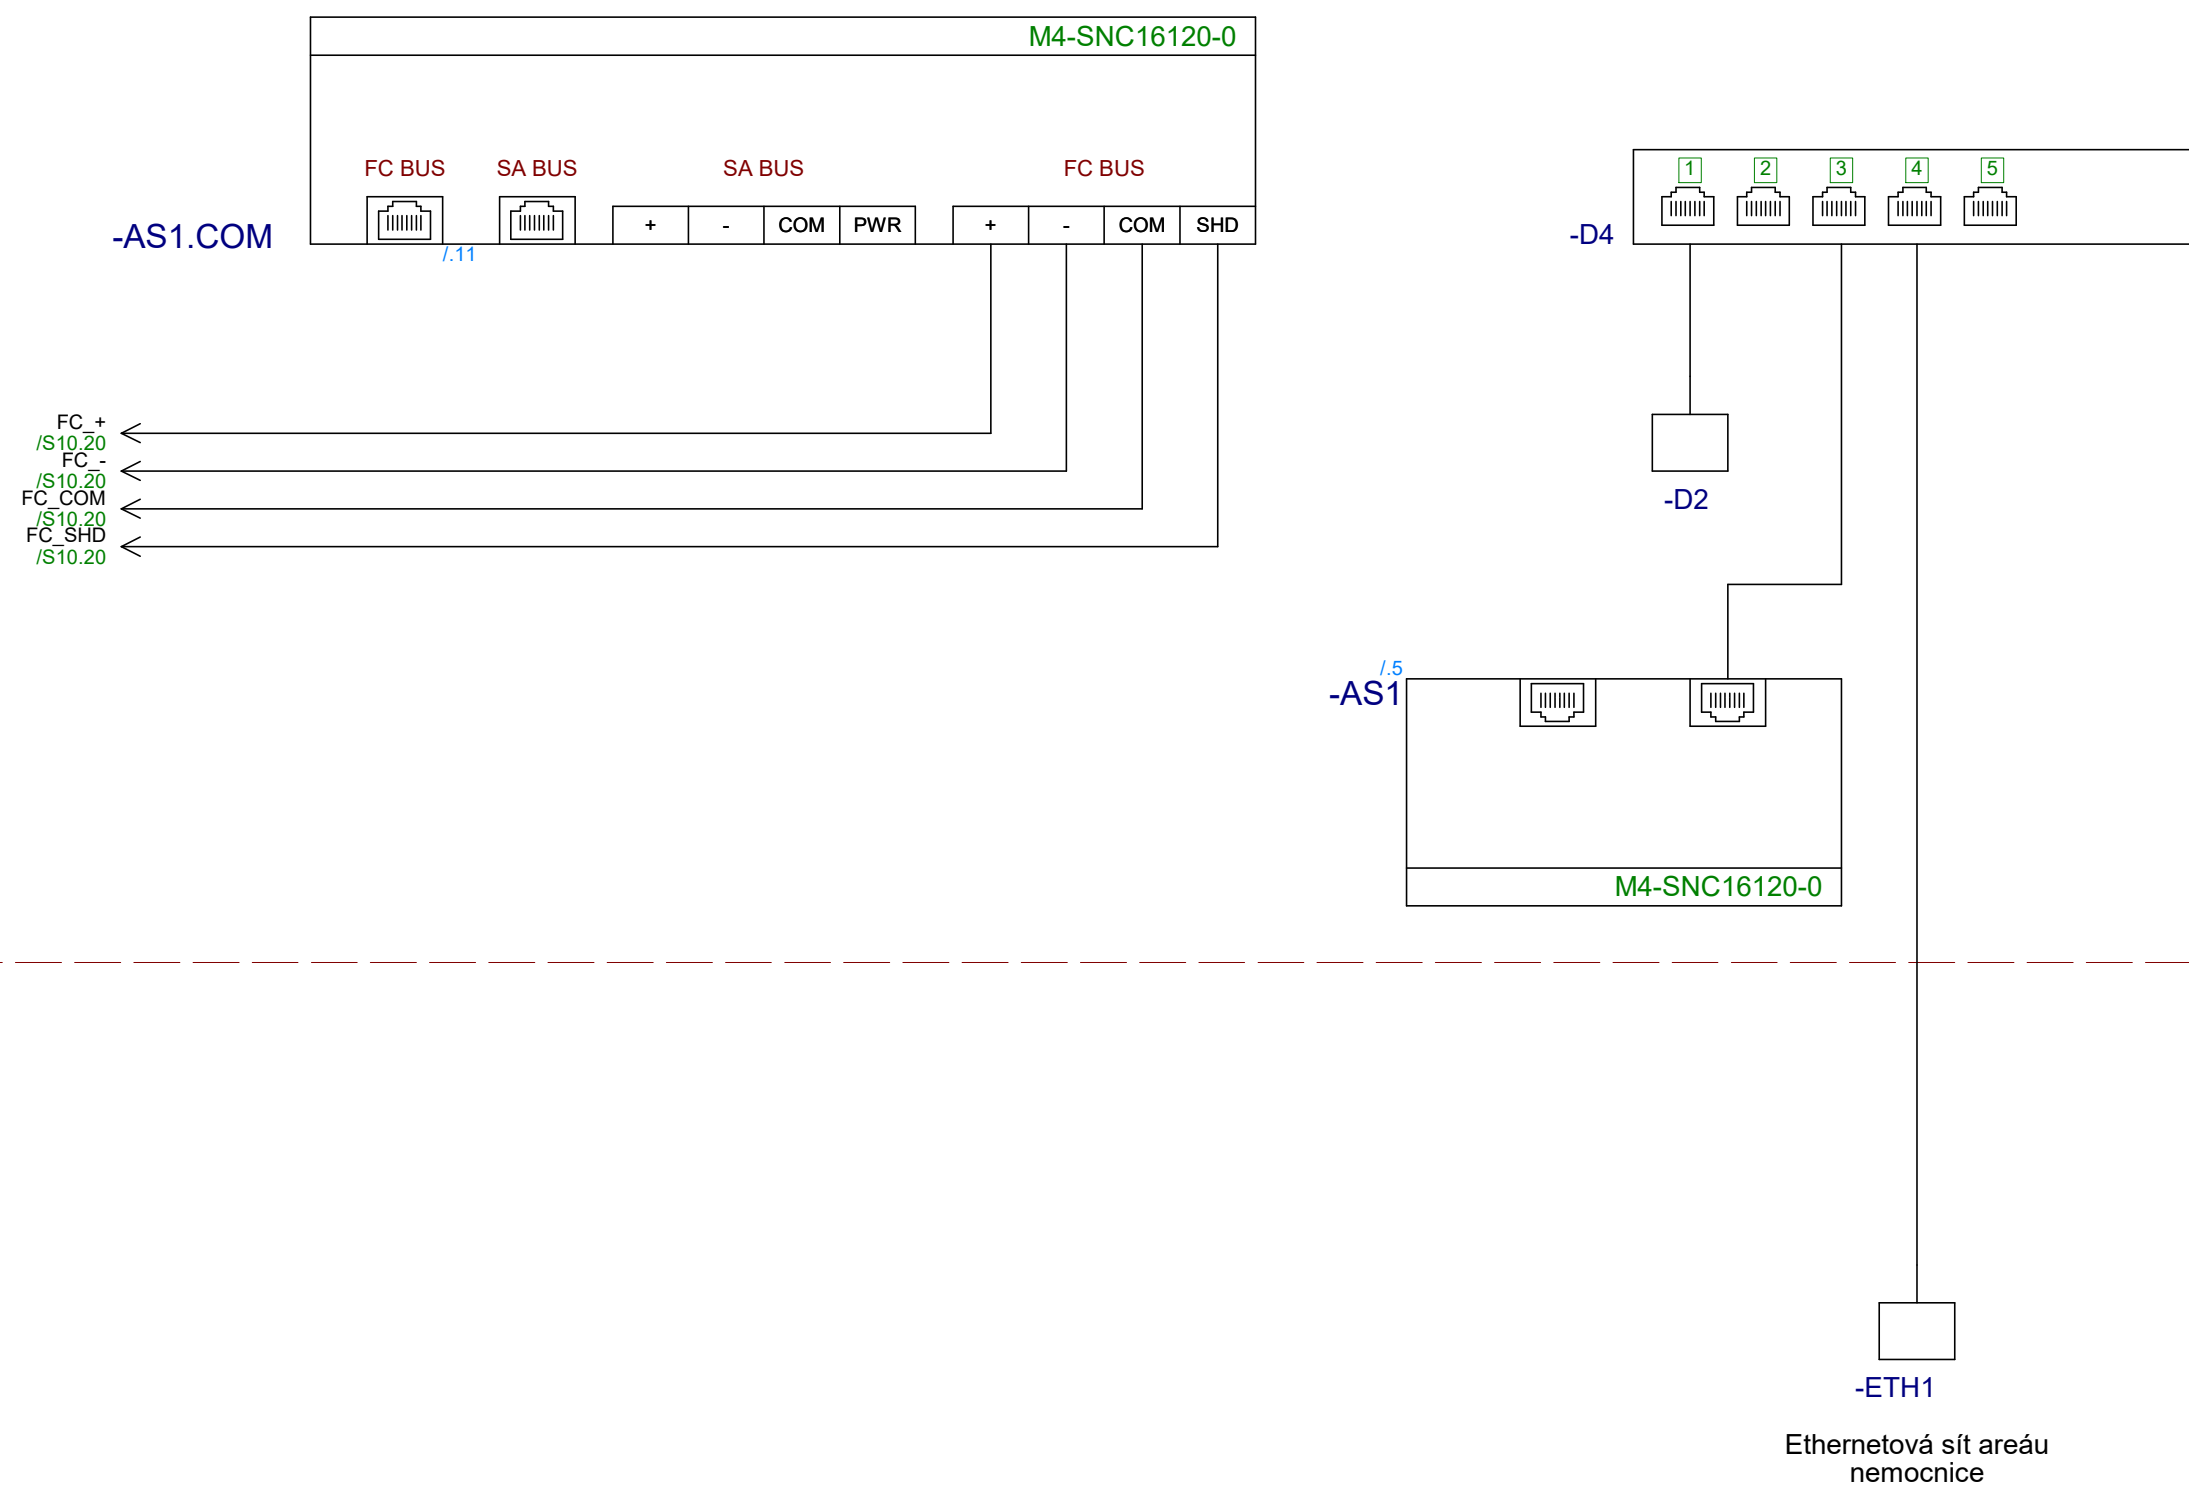 M4-SNC16120-0
FC BUS
SA BUS
SA BUS
FC BUS
+
-
COM
PWR
+
-
COM
SHD
-AS1.COM
/.11
1
2
3
4
5
-D4
FC_+
/S10.20
FC_-
/S10.20
FC_COM
/S10.20
FC_SHD
/S10.20
-D2
/.5
-AS1
M4-SNC16120-0
-ETH1
Ethernetová sít areáu
nemocnice